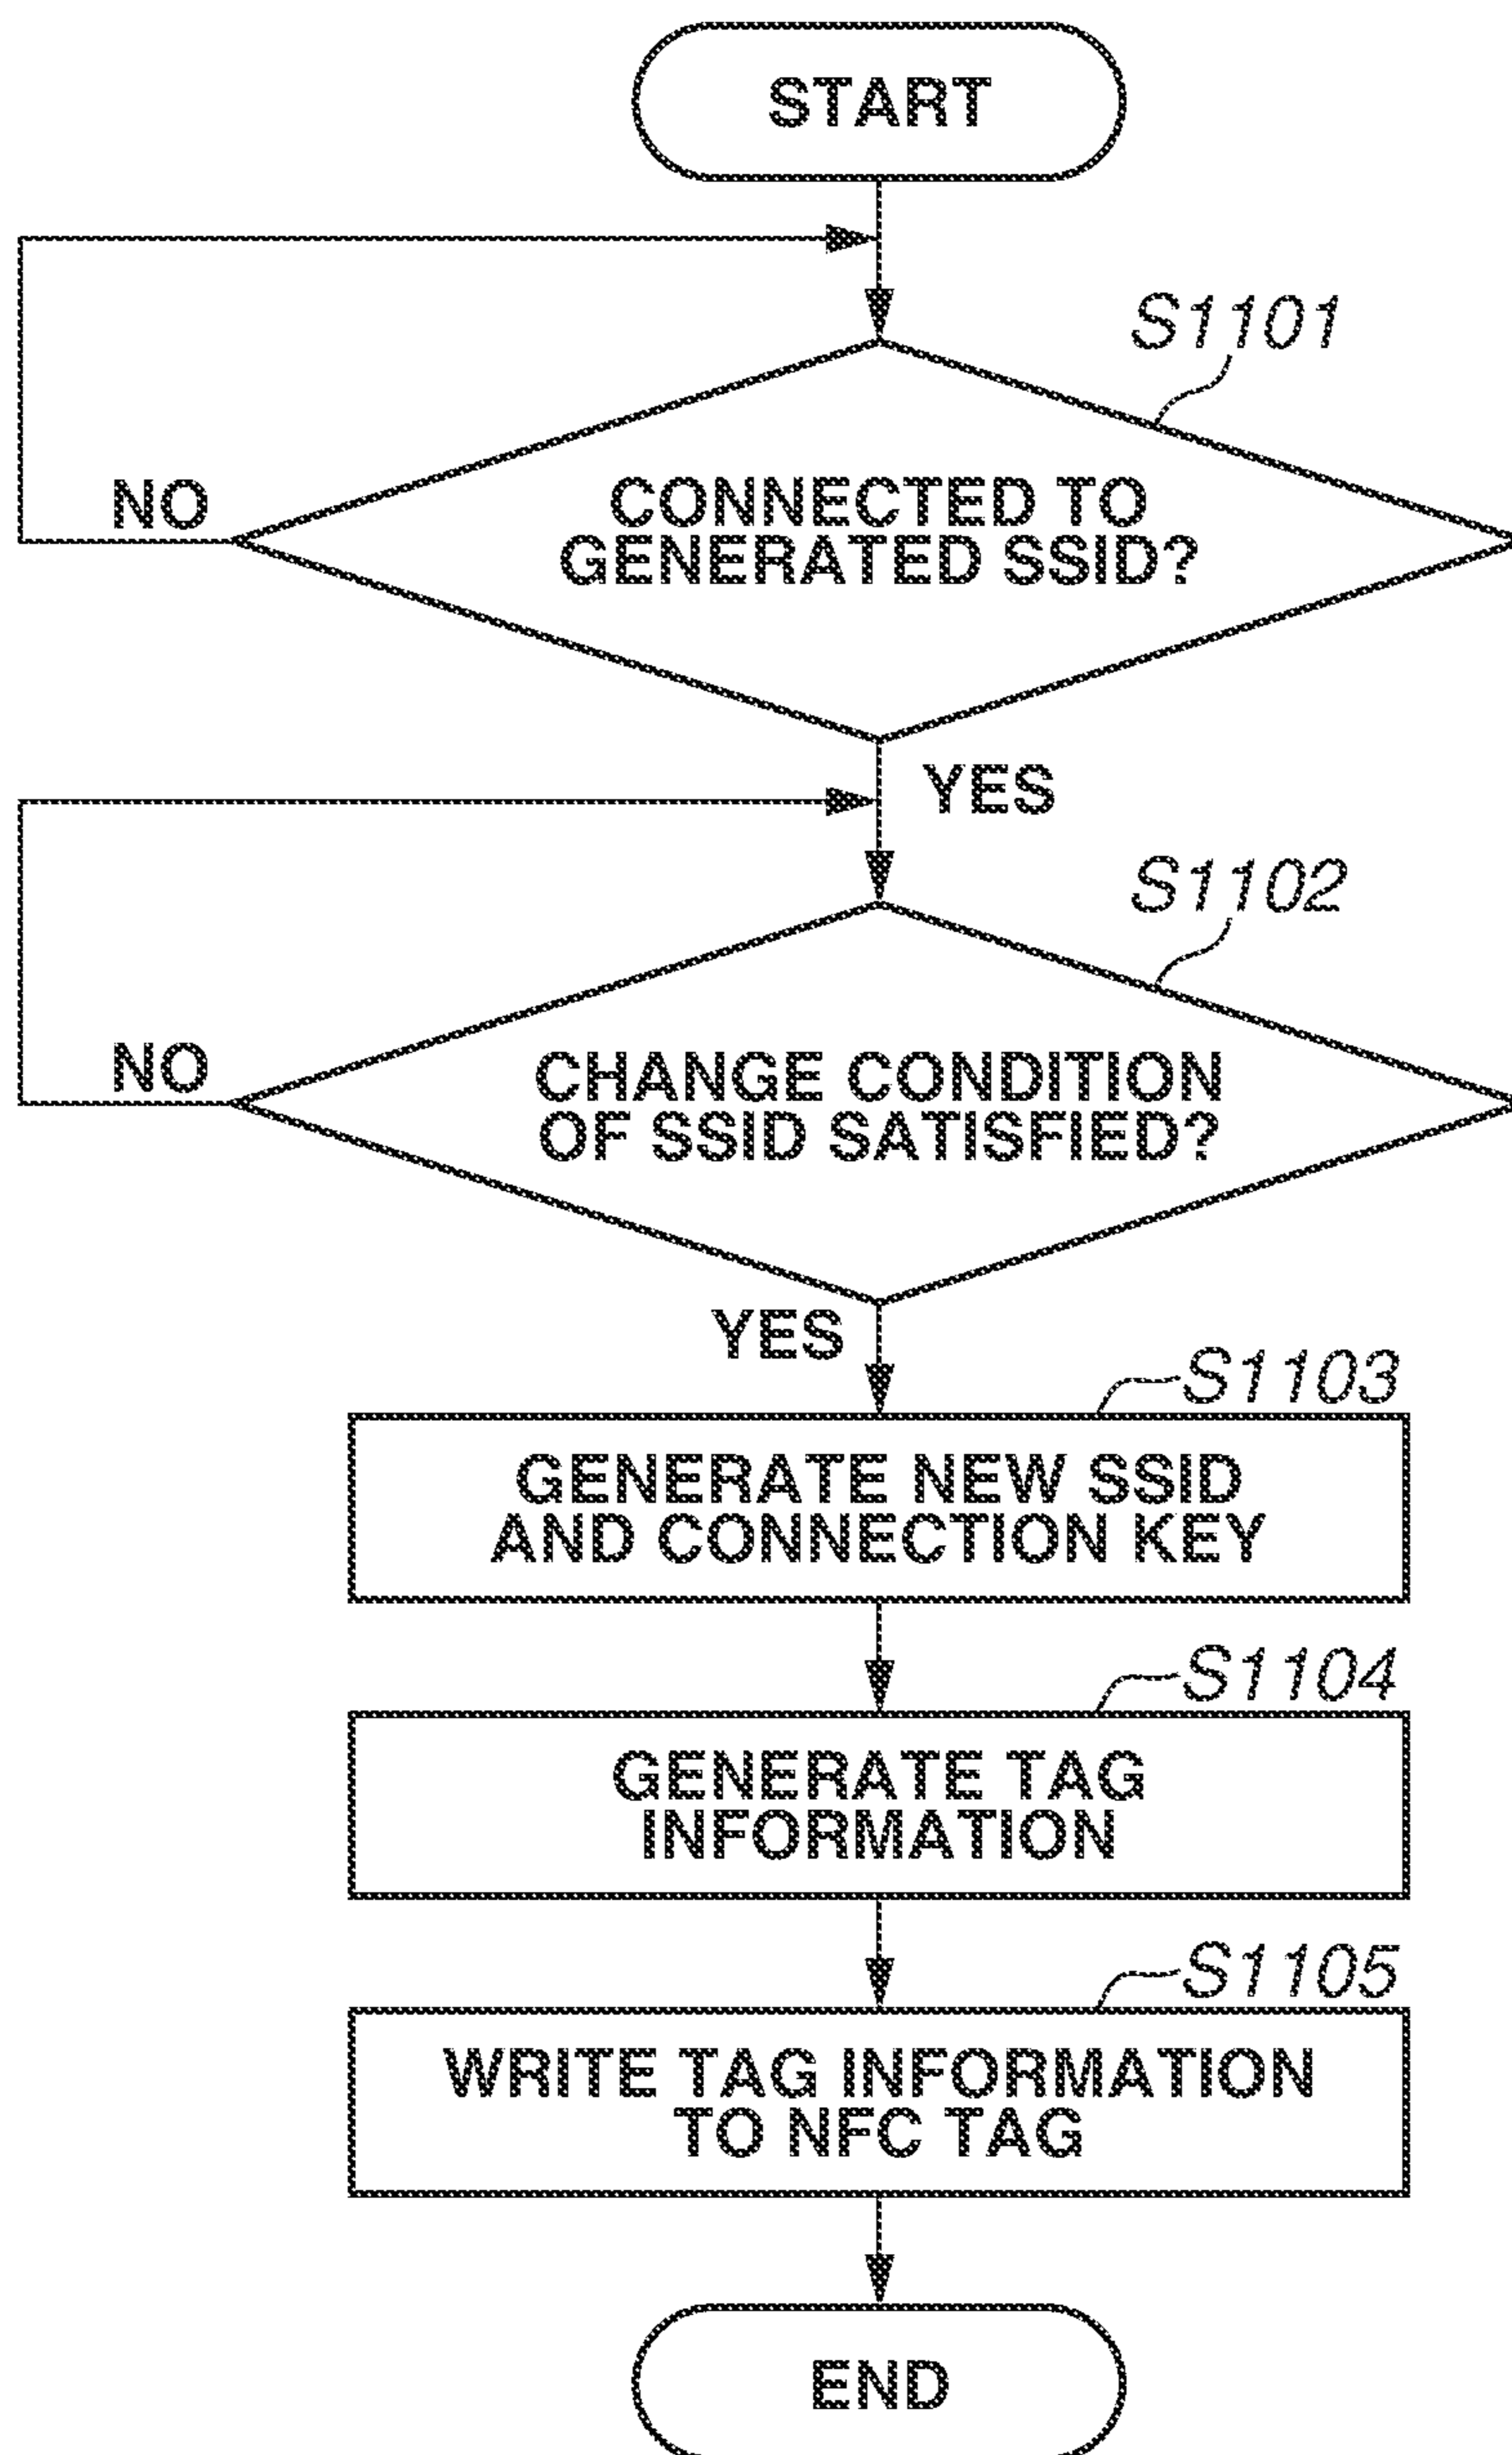 START
S1101
CONNECTED TO
GENERATED SSID?
NO
YES
S1102
CHANGE CONDITION
OF SSID SATISFIED?
NO
YES
S1103
GENERATE NEW SSID
AND CONNECTION KEY
S1104
GENERATE TAG
INFORMATION
S1105
WRITE TAG INFORMATION
TO NFC TAG
END